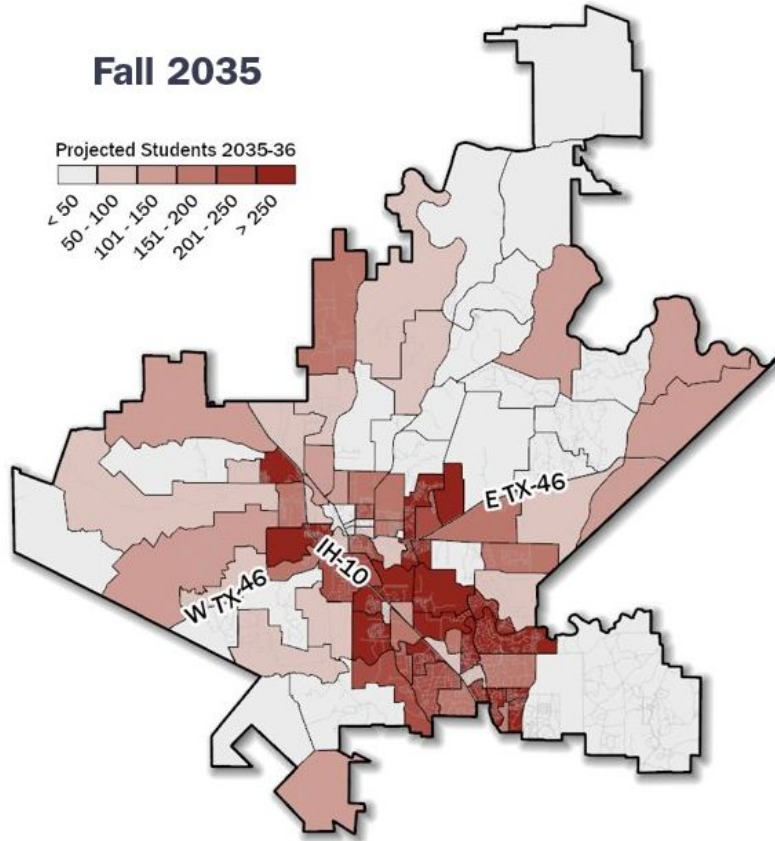 Fall 2035
Projected Students 2035-36
< 50
50 - 100
101 - 150
151 - 200
201 - 250
> 250
E TX-46
IH-10
W TX-46